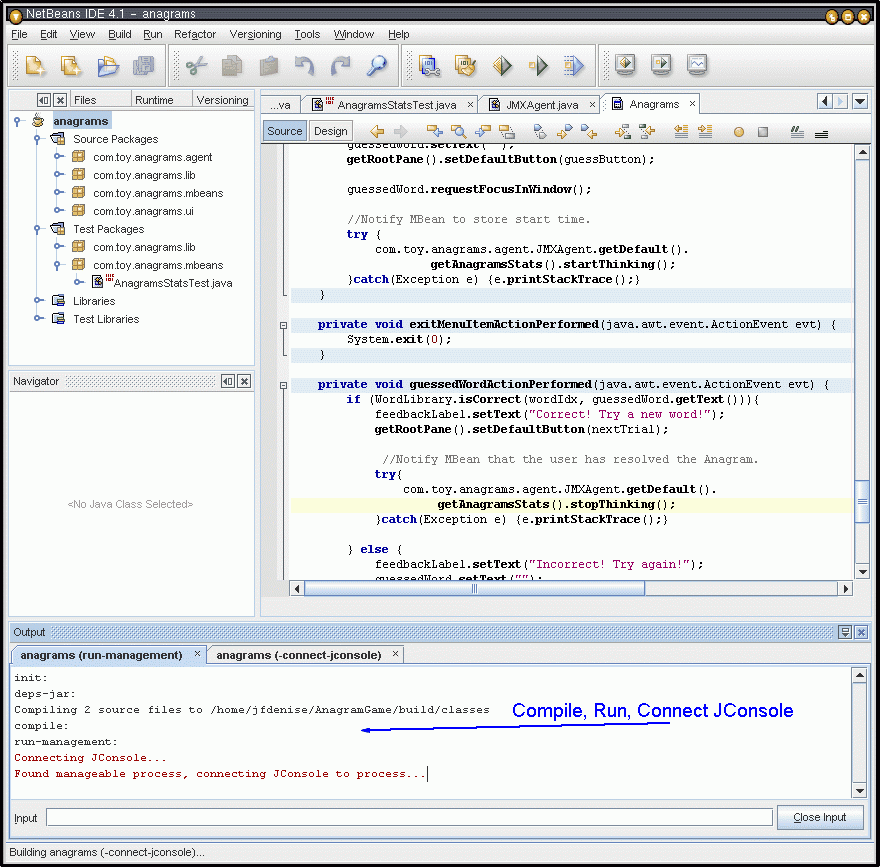 NetBeans IDE 4.1 - anagrams
File Edit View Build Run Refactor Versioning Tools Window Help
Files Runtime Versioning
anagrams
Source Packages
com.toy.anagrams.agent
com.toy.anagrams.lib
com.toy.anagrams.mbeans
com.toy.anagrams.ui
Test Packages
com.toy.anagrams.lib
com.toy.anagrams.mbeans
AnagramsStatsTest.java
Libraries
Test Libraries
Navigator
<No Java Class Selected>
...va AnagramsStatsTest.java JMXAgent.java Anagrams
Source Design
guessedWord.setText("");
getRootPane().setDefaultButton(guessButton);
guessedWord.requestFocusInWindow();
//Notify MBean to store start time.
try {
com.toy.anagrams.agent.JMXAgent.getDefault().
getAnagramsStats().startThinking();
}catch(Exception e) {e.printStackTrace();}
}
private void exitMenuItemActionPerformed(java.awt.event.ActionEvent evt) {
System.exit(0);
}
private void guessedWordActionPerformed(java.awt.event.ActionEvent evt) {
if (WordLibrary.isCorrect(wordIdx, guessedWord.getText())){
feedbackLabel.setText("Correct! Try a new word!");
getRootPane().setDefaultButton(nextTrial);
//Notify MBean that the user has resolved the Anagram.
try{
com.toy.anagrams.agent.JMXAgent.getDefault().
getAnagramsStats().stopThinking();
}catch(Exception e) {e.printStackTrace();}
} else {
feedbackLabel.setText("Incorrect! Try again!");
guessedWord.setText("");
Output
anagrams (run-management) anagrams (-connect-jconsole)
init:
deps-jar:
Compiling 2 source files to /home/jfdenise/AnagramGame/build/classes
compile:
run-management:
Connecting JConsole...
Found manageable process, connecting JConsole to process...
Compile, Run, Connect JConsole
Input
Close Input
Building anagrams (-connect-jconsole)...